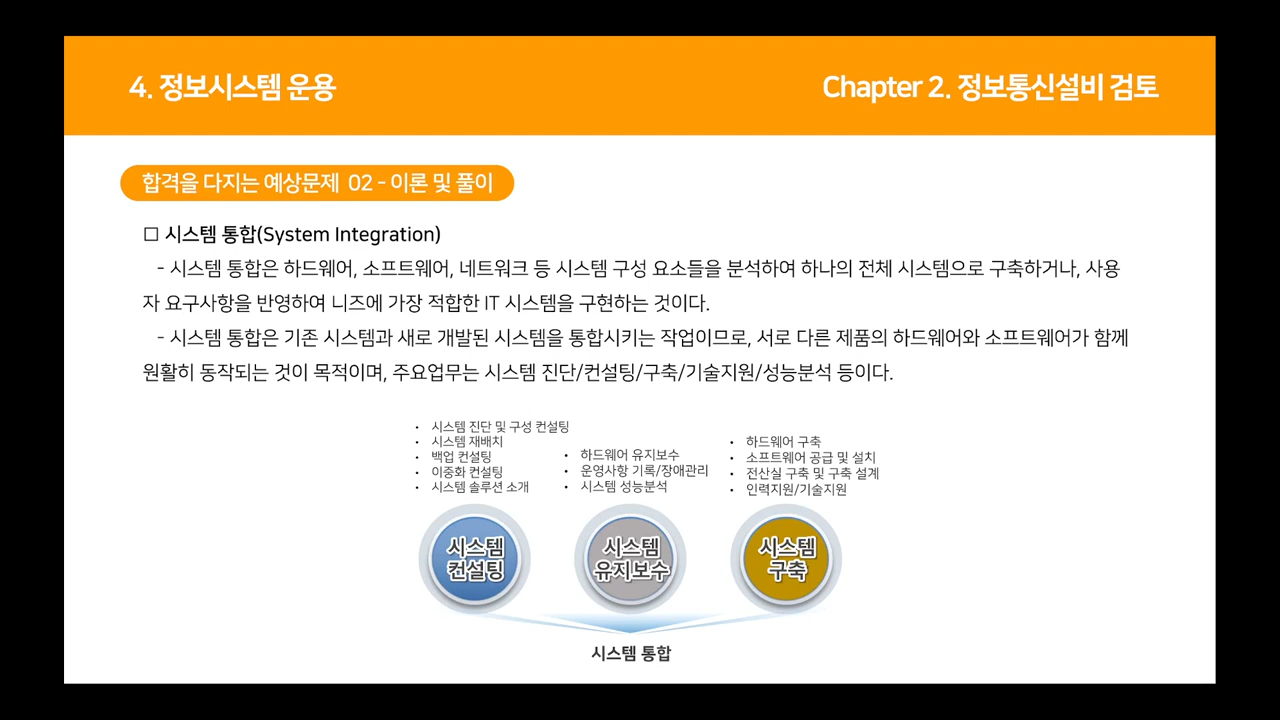 4. 정보시스템 운용
Chapter 2. 정보통신설비 검토
합격을 다지는 예상문제 02 - 이론 및 풀이
□ 시스템 통합(System Integration)
- 시스템 통합은 하드웨어, 소프트웨어, 네트워크 등 시스템 구성 요소들을 분석하여 하나의 전체 시스템으로 구축하거나, 사용
자 요구사항을 반영하여 니즈에 가장 적합한 IT 시스템을 구현하는 것이다.
- 시스템 통합은 기존 시스템과 새로 개발된 시스템을 통합시키는 작업이므로, 서로 다른 제품의 하드웨어와 소프트웨어가 함께
원활히 동작되는 것이 목적이며, 주요업무는 시스템 진단/컨설팅/구축/기술지원/성능분석 등이다.
• 시스템 진단 및 구성 컨설팅
• 시스템 재배치
• 백업 컨설팅
• 이중화 컨설팅
• 시스템 솔루션 소개
• 하드웨어 유지보수
• 운영사항 기록/장애관리
• 시스템 성능분석
• 하드웨어 구축
• 소프트웨어 공급 및 설치
• 전산실 구축 및 구축 설계
• 인력지원/기술지원
시스템
컨설팅
시스템
유지보수
시스템
구축
시스템 통합